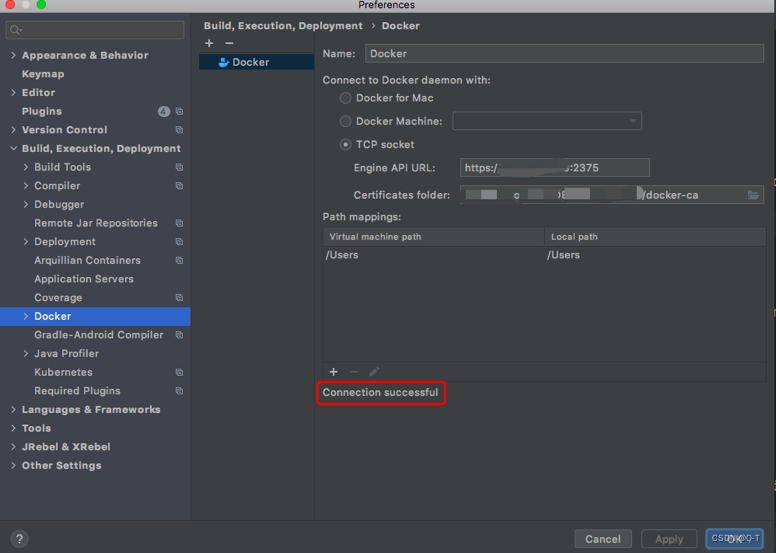 Preferences
Build, Execution, Deployment › Docker
Appearance & Behavior
Keymap
Editor
Plugins 4
Version Control
Build, Execution, Deployment
Build Tools
Compiler
Debugger
Remote Jar Repositories
Deployment
Arquillian Containers
Application Servers
Coverage
Docker
Gradle-Android Compiler
Java Profiler
Kubernetes
Required Plugins
Languages & Frameworks
Tools
JRebel & XRebel
Other Settings
Docker
Name: Docker
Connect to Docker daemon with:
Docker for Mac
Docker Machine:
TCP socket
Engine API URL: https:/ :2375
Certificates folder: /docker-ca
Path mappings:
Virtual machine path Local path
/Users /Users
Connection successful
? Cancel Apply OK